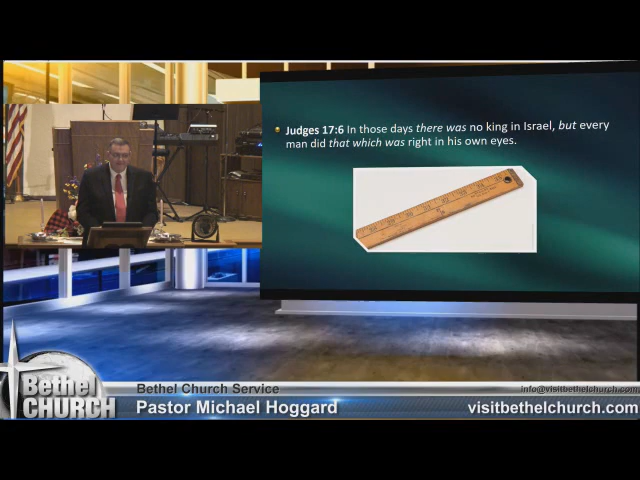 Judges 17:6 In those days there was no king in Israel, but every
man did that which was right in his own eyes.
Bethel
CHURCH
Bethel Church Service
info@visitbethelchurch.com
Pastor Michael Hoggard
visitbethelchurch.com